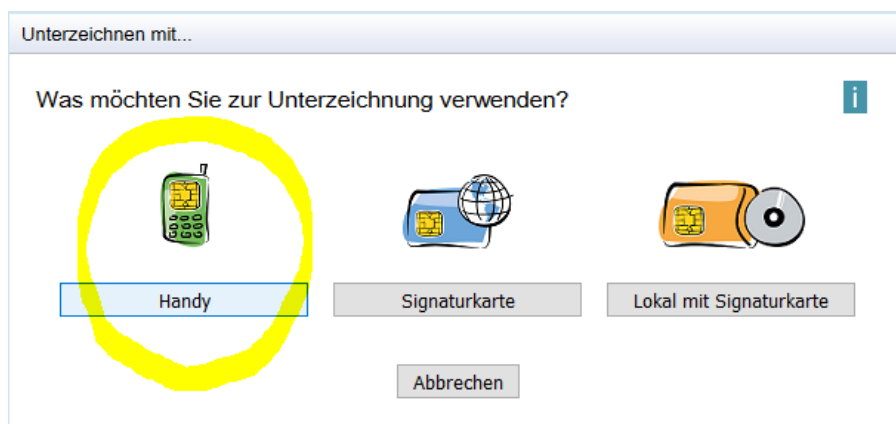 Unterzeichnen mit...
Was möchten Sie zur Unterzeichnung verwenden?
i
Handy
Signaturkarte
Lokal mit Signaturkarte
Abbrechen